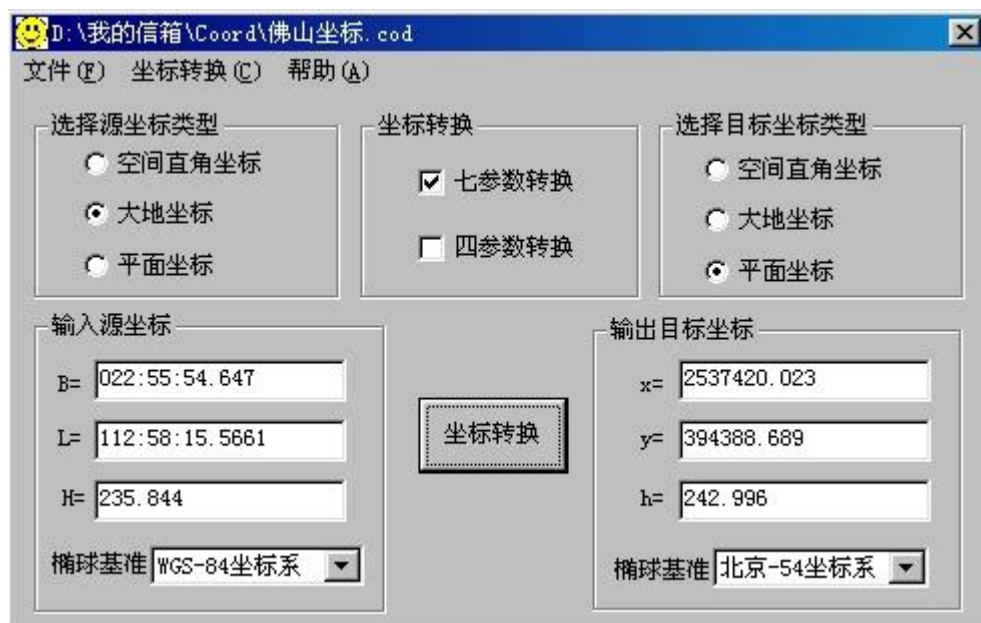 D:\我的信箱\Coord\佛山坐标.cod
文件(F) 坐标转换(C) 帮助(A)
选择源坐标类型
空间直角坐标
大地坐标
平面坐标
坐标转换
七参数转换
四参数转换
选择目标坐标类型
空间直角坐标
大地坐标
平面坐标
输入源坐标
B= 022:55:54.647
L= 112:58:15.5661
H= 235.844
椭球基准 WGS-84坐标系
坐标转换
输出目标坐标
x= 2537420.023
y= 394388.689
h= 242.996
椭球基准 北京-54坐标系